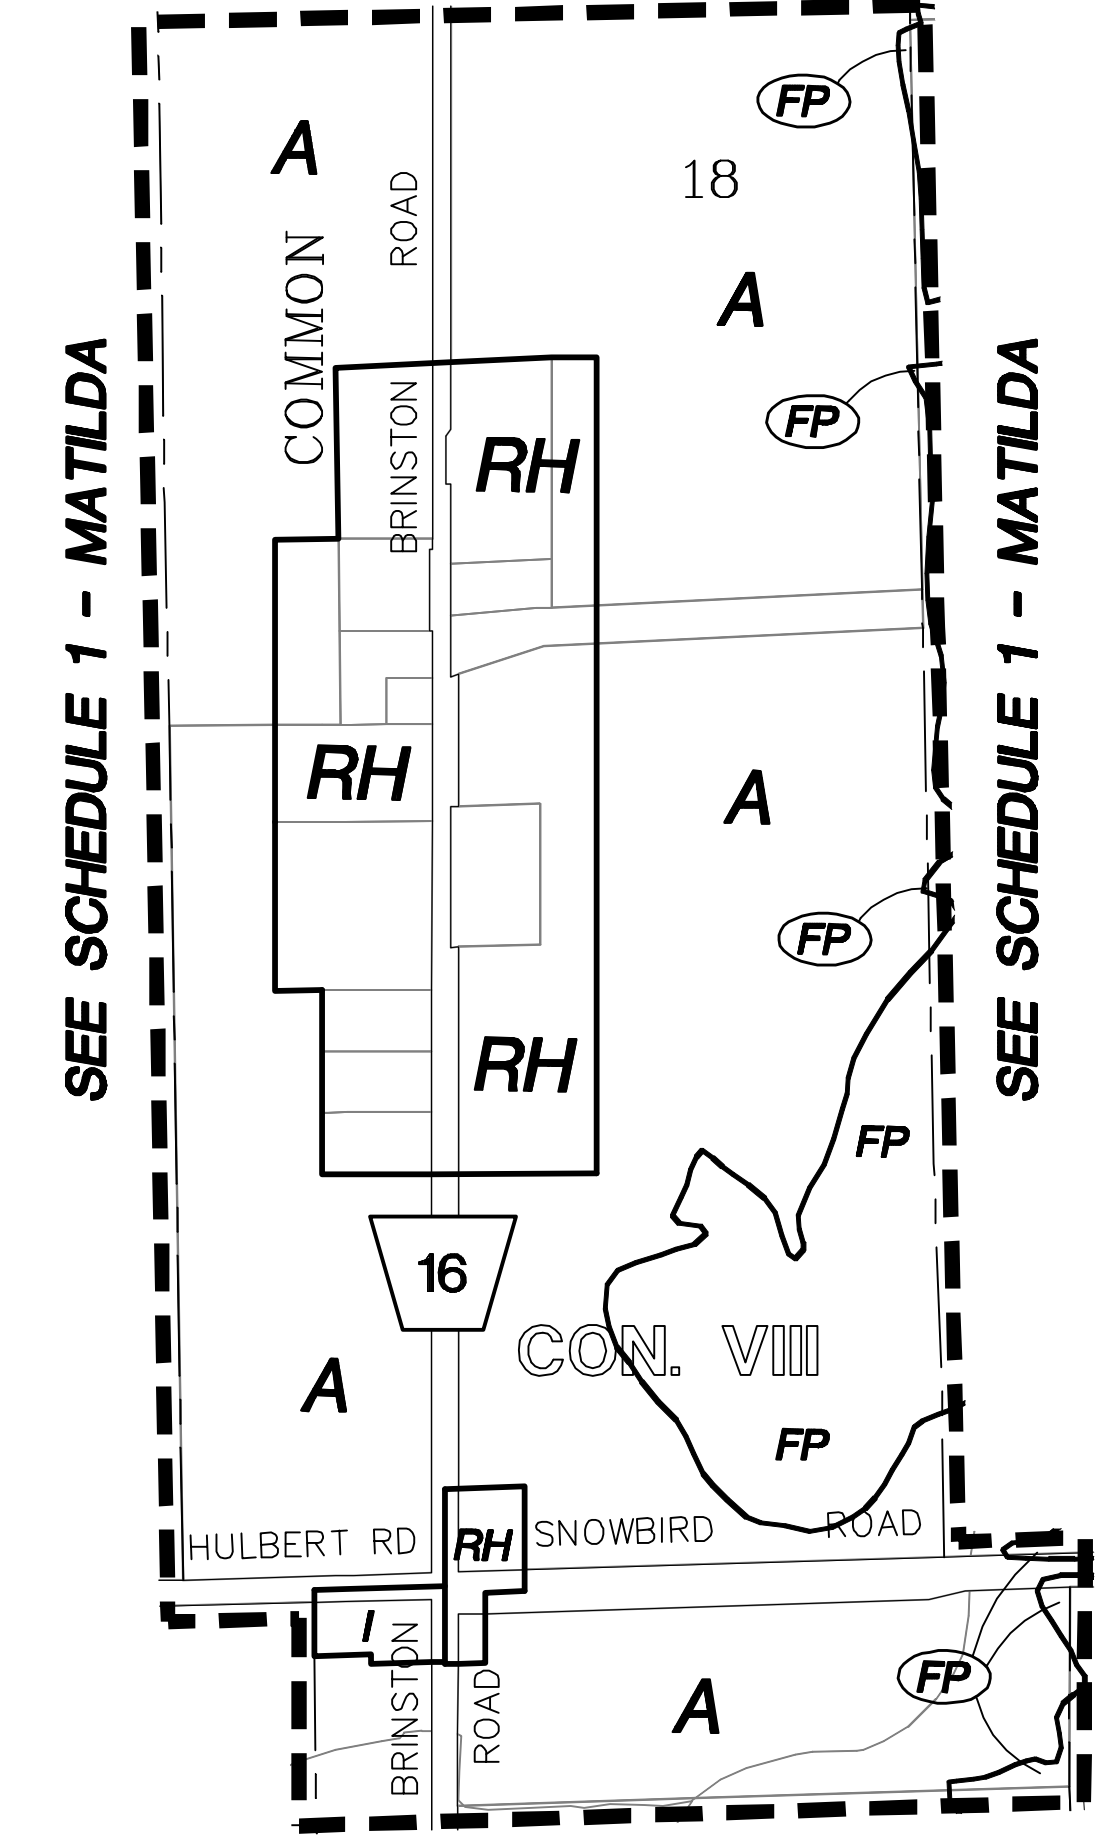 FP
A
18
ROAD
COMMON
A
SEE SCHEDULE 1 - MATILDA
SEE SCHEDULE 1 - MATILDA
FP
BRINSTON
RH
RH
A
FP
RH
FP
16
CON. VIII
A
FP
HULBERT RD
RH
SNOWBIRD ROAD
I
BRINSTON ROAD
A
FP